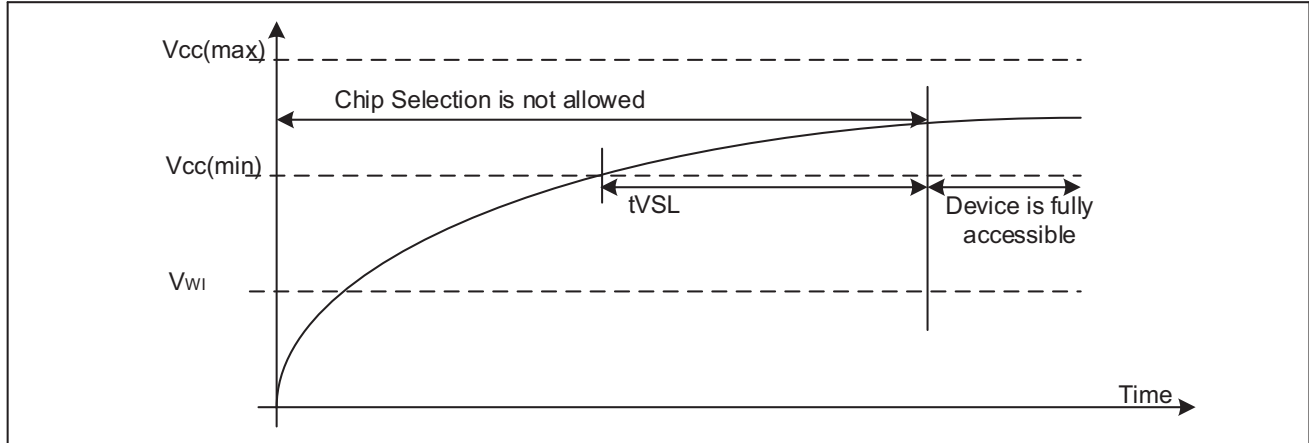 Vcc(max)
Chip Selection is not allowed
Vcc(min)
tVSL
Device is fully
accessible
VWI
Time